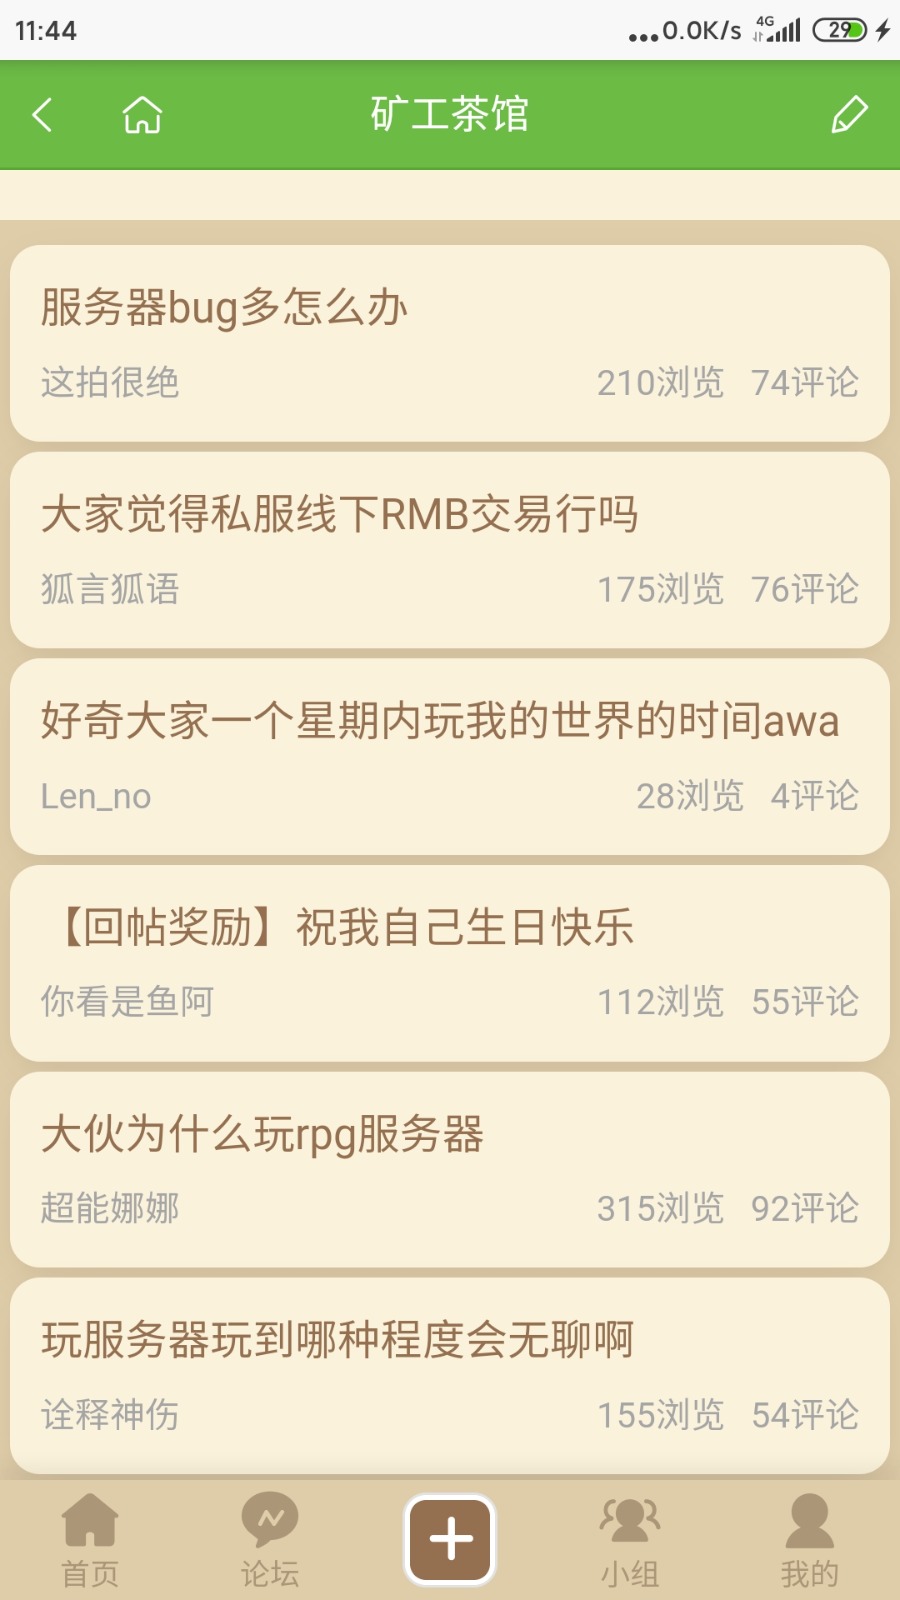 11:44
...0.0K/s 4G 29
矿工茶馆
服务器bug多怎么办
这拍很绝 210浏览 74评论
大家觉得私服线下RMB交易行吗
狐言狐语 175浏览 76评论
好奇大家一个星期内玩我的世界的时间awa
Len_no 28浏览 4评论
【回帖奖励】祝我自己生日快乐
你看是鱼阿 112浏览 55评论
大伙为什么玩rpg服务器
超能娜娜 315浏览 92评论
玩服务器玩到哪种程度会无聊啊
诠释神伤 155浏览 54评论
首页 论坛 小组 我的